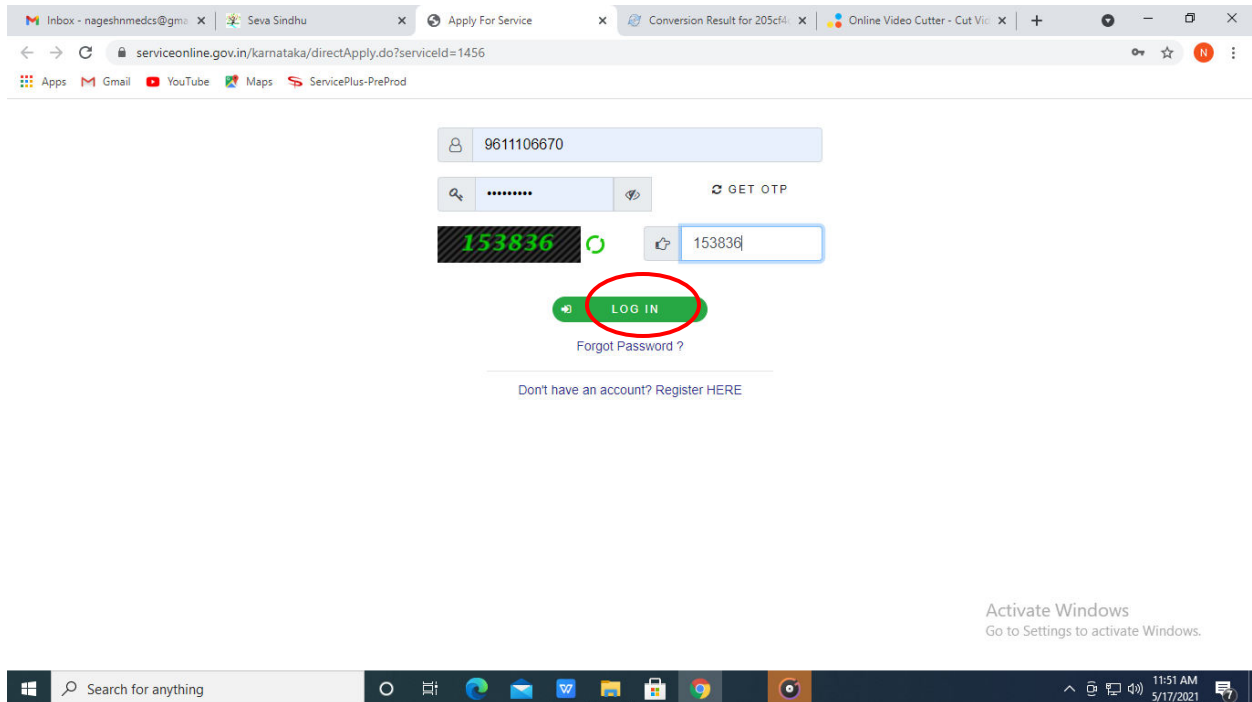 Inbox - nageshnmedcs@gma
Seva Sindhu
Apply For Service
Conversion Result for 205cf4
Online Video Cutter - Cut Vid
serviceonline.gov.in/karnataka/directApply.do?serviceId=1456
N
Apps
Gmail
YouTube
Maps
ServicePlus-PreProd
9611106670
•••••••••
GET OTP
153836
153836
LOG IN
Forgot Password ?
Don't have an account? Register HERE
Activate Windows
Go to Settings to activate Windows.
Search for anything
W
11:51 AM
5/17/2021
7